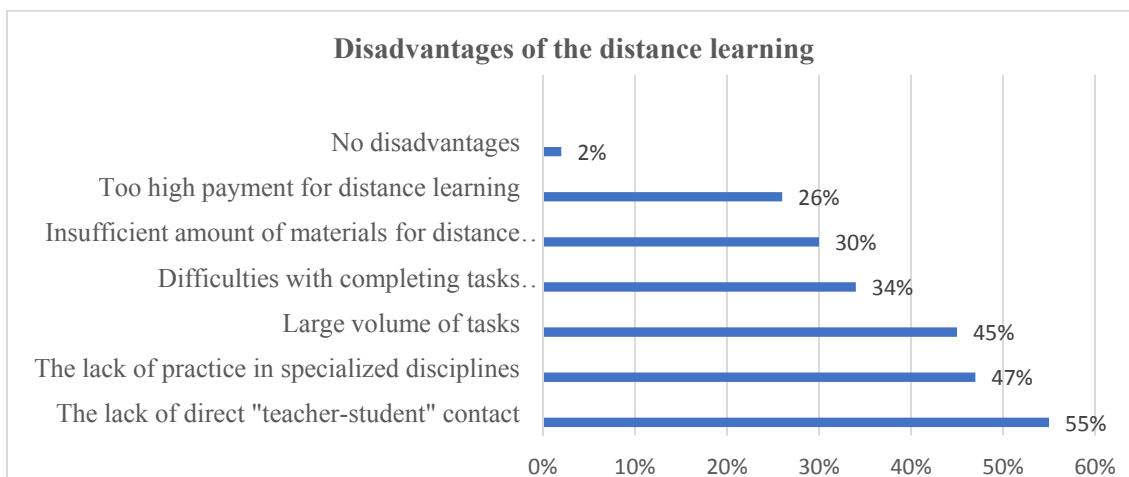 Disadvantages of the distance learning
No disadvantages
2%
Too high payment for distance learning
26%
Insufficient amount of materials for distance…
30%
Difficulties with completing tasks…
34%
Large volume of tasks
45%
The lack of practice in specialized disciplines
47%
The lack of direct "teacher-student" contact
55%
0% 10% 20% 30% 40% 50% 60%